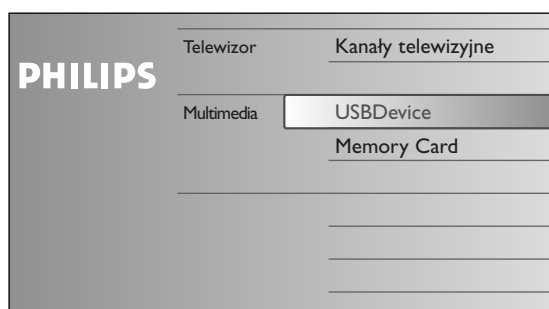 PHILIPS
Telewizor Kanały telewizyjne
Multimedia USBDevice
Memory Card